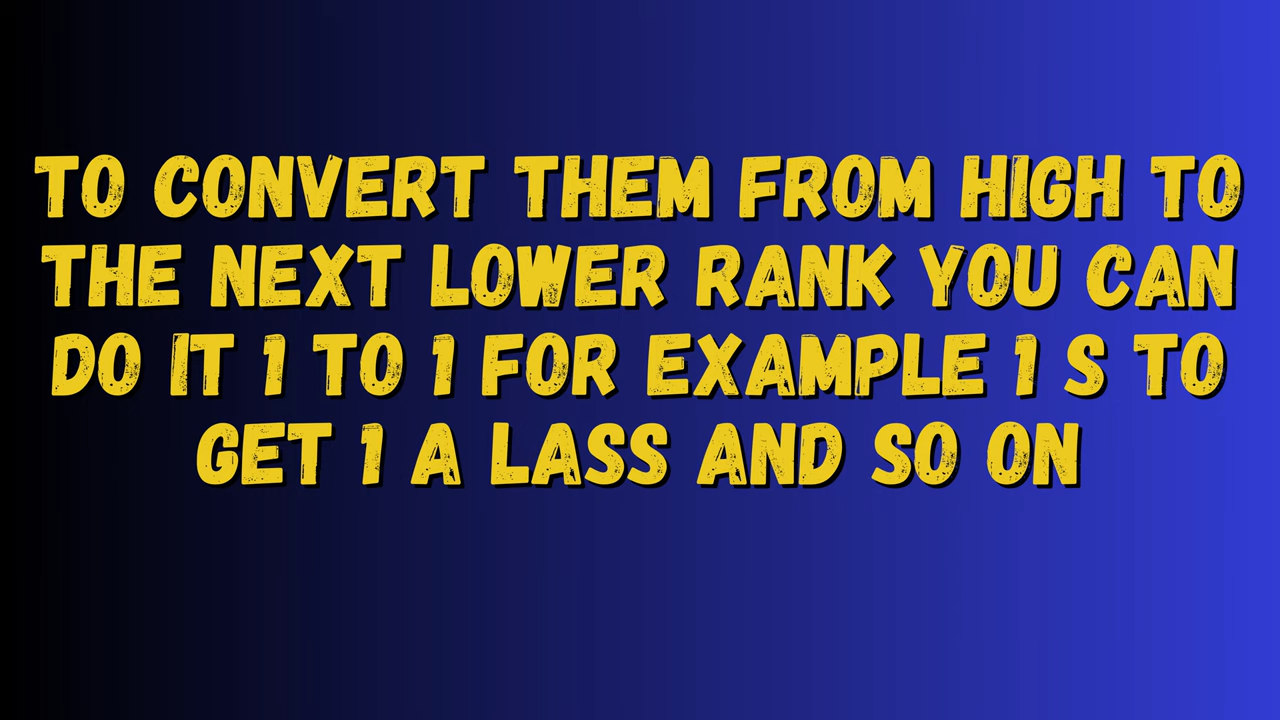 TO CONVERT THEM FROM HIGH TO
THE NEXT LOWER RANK YOU CAN
DO IT 1 TO 1 FOR EXAMPLE 1 S TO
GET 1 A LASS AND SO ON